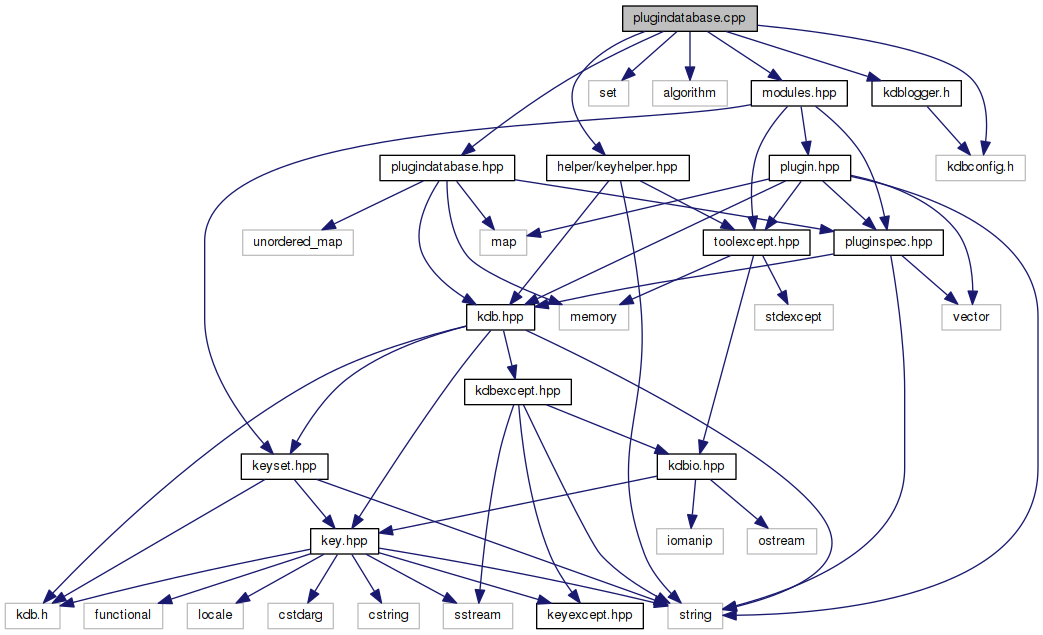 plugindatabase.cpp
set
algorithm
modules.hpp
kdblogger.h
plugindatabase.hpp
helper/keyhelper.hpp
plugin.hpp
kdbconfig.h
unordered_map
map
toolexcept.hpp
pluginspec.hpp
kdb.hpp
memory
stdexcept
vector
kdbexcept.hpp
keyset.hpp
kdbio.hpp
key.hpp
iomanip
ostream
kdb.h
functional
locale
cstdarg
cstring
sstream
keyexcept.hpp
string